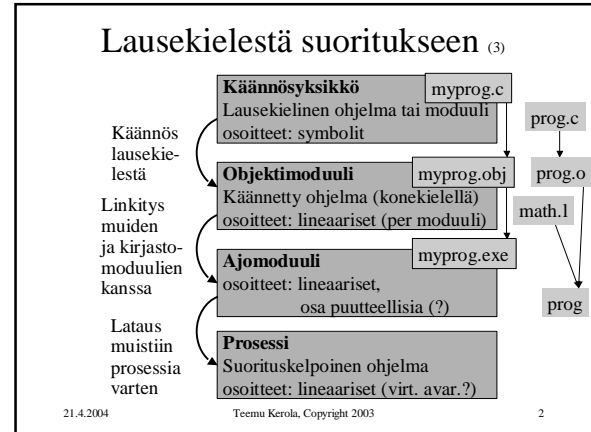 Lausekielestä suoritukseen (3)
Käännösyksikkö
myprog.c
Lausekielinen ohjelma tai moduuli
osoitteet: symbolit
prog.c
Käännös
lausekie-
lestä
Objektimoduuli
myprog.obj
Käännetty ohjelma (konekielellä)
osoitteet: lineaariset (per moduuli)
prog.o
math.l
Linkitys
muiden
ja kirjasto-
moduulien
kanssa
Ajomoduuli
myprog.exe
osoitteet: lineaariset,
osa puutteellisia (?)
prog
Lataus
muistiin
prosessia
varten
Prosessi
Suorituskelpoinen ohjelma
osoitteet: lineaariset (virt. avar.?)
21.4.2004
Teemu Kerola, Copyright 2003
2